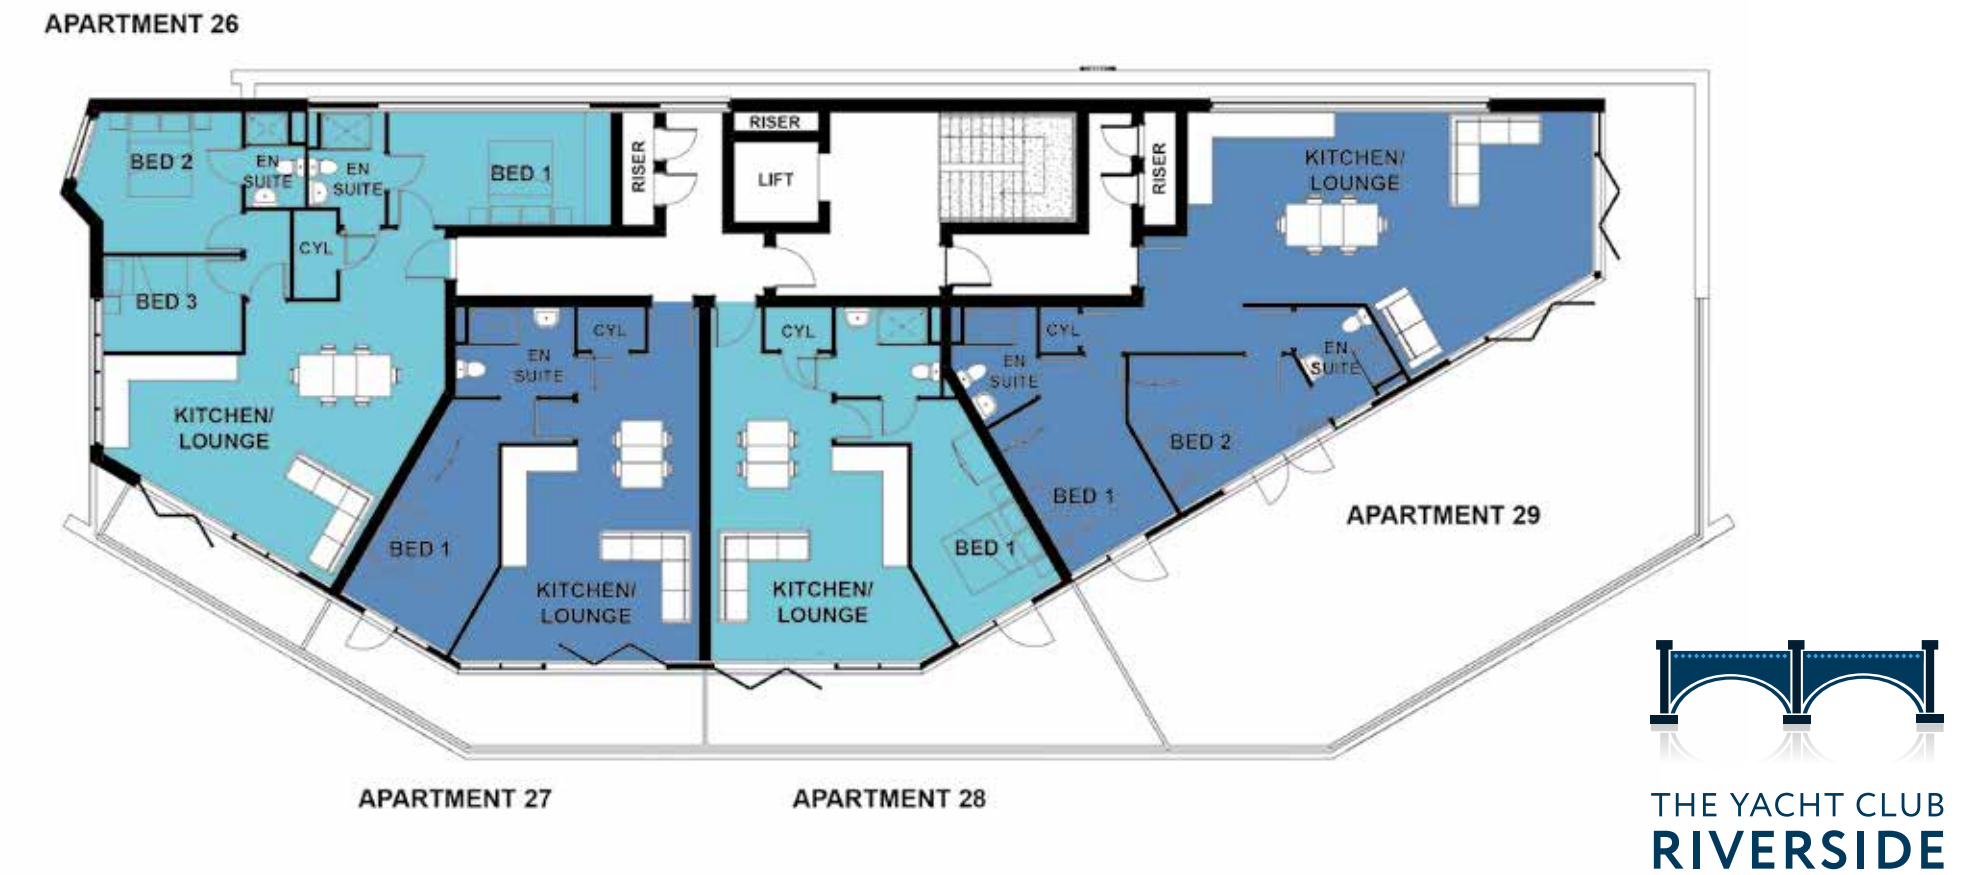 APARTMENT 26
BED 2
EN
SUITE
EN
SUITE
BED 1
CYL
BED 3
KITCHEN/
LOUNGE
RISER
RISER
LIFT
RISER
KITCHEN/
LOUNGE
EN
SUITE
CYL
BED 1
KITCHEN/
LOUNGE
CYL
KITCHEN/
LOUNGE
BED 1
EN
SUITE
CYL
BED 1
BED 2
EN
SUITE
APARTMENT 29
APARTMENT 27
APARTMENT 28
THE YACHT CLUB
RIVERSIDE